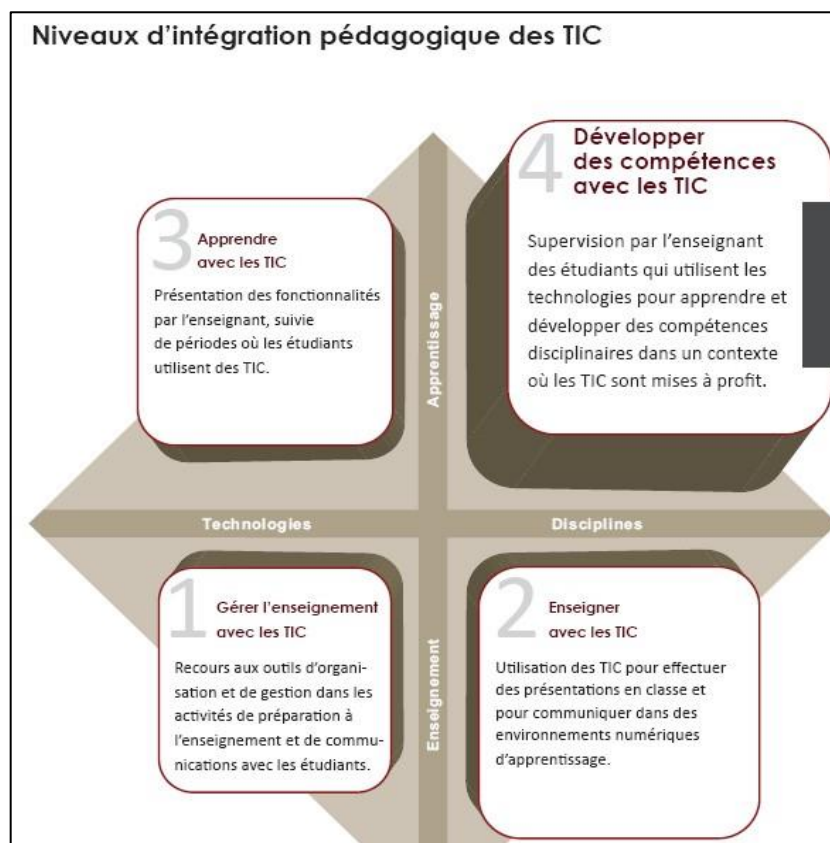 Niveaux d'intégration pédagogique des TIC
4
Développer
des compétences
avec les TIC
Supervision par l'enseignant
des étudiants qui utilisent les
technologies pour apprendre et
développer des compétences
disciplinaires dans un contexte
où les TIC sont mises à profit.
3
Apprendre
avec les TIC
Présentation des fonctionnalités
par l'enseignant, suivie
de périodes où les étudiants
utilisent des TIC.
Apprentissage
Technologies
Disciplines
1
Gérer l'enseignement
avec les TIC
Recours aux outils d'organi-
sation et de gestion dans les
activités de préparation à
l'enseignement et de commu-
nications avec les étudiants.
Enseignement
2
Enseigner
avec les TIC
Utilisation des TIC pour effectuer
des présentations en classe et
pour communiquer dans des
environnements numériques
d'apprentissage.